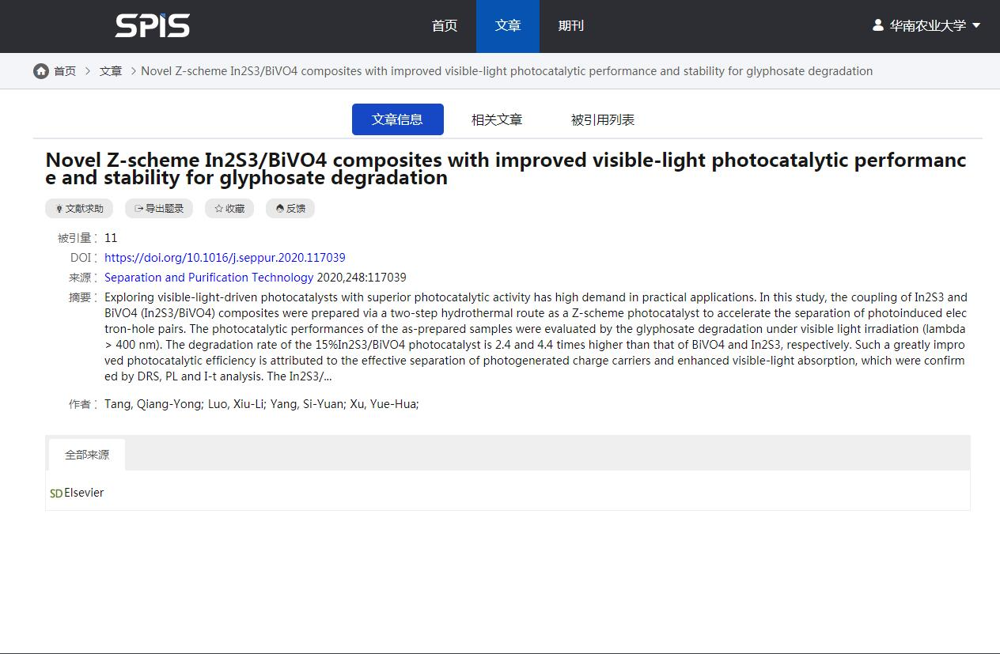 SPIS
首页
文章
期刊
华南农业大学
首页 > 文章 > Novel Z-scheme In2S3/BiVO4 composites with improved visible-light photocatalytic performance and stability for glyphosate degradation
文章信息
相关文章
被引用列表
Novel Z-scheme In2S3/BiVO4 composites with improved visible-light photocatalytic performanc
e and stability for glyphosate degradation
文献求助
导出题录
收藏
反馈
被引量： 11
DOI： https://doi.org/10.1016/j.seppur.2020.117039
来源： Separation and Purification Technology 2020,248:117039
摘要： Exploring visible-light-driven photocatalysts with superior photocatalytic activity has high demand in practical applications. In this study, the coupling of In2S3 and
BiVO4 (In2S3/BiVO4) composites were prepared via a two-step hydrothermal route as a Z-scheme photocatalyst to accelerate the separation of photoinduced elec
tron-hole pairs. The photocatalytic performances of the as-prepared samples were evaluated by the glyphosate degradation under visible light irradiation (lambda
> 400 nm). The degradation rate of the 15%In2S3/BiVO4 photocatalyst is 2.4 and 4.4 times higher than that of BiVO4 and In2S3, respectively. Such a greatly impro
ved photocatalytic efficiency is attributed to the effective separation of photogenerated charge carriers and enhanced visible-light absorption, which were confirm
ed by DRS, PL and I-t analysis. The In2S3/...
作者： Tang, Qiang-Yong; Luo, Xiu-Li; Yang, Si-Yuan; Xu, Yue-Hua;
全部来源
SD Elsevier